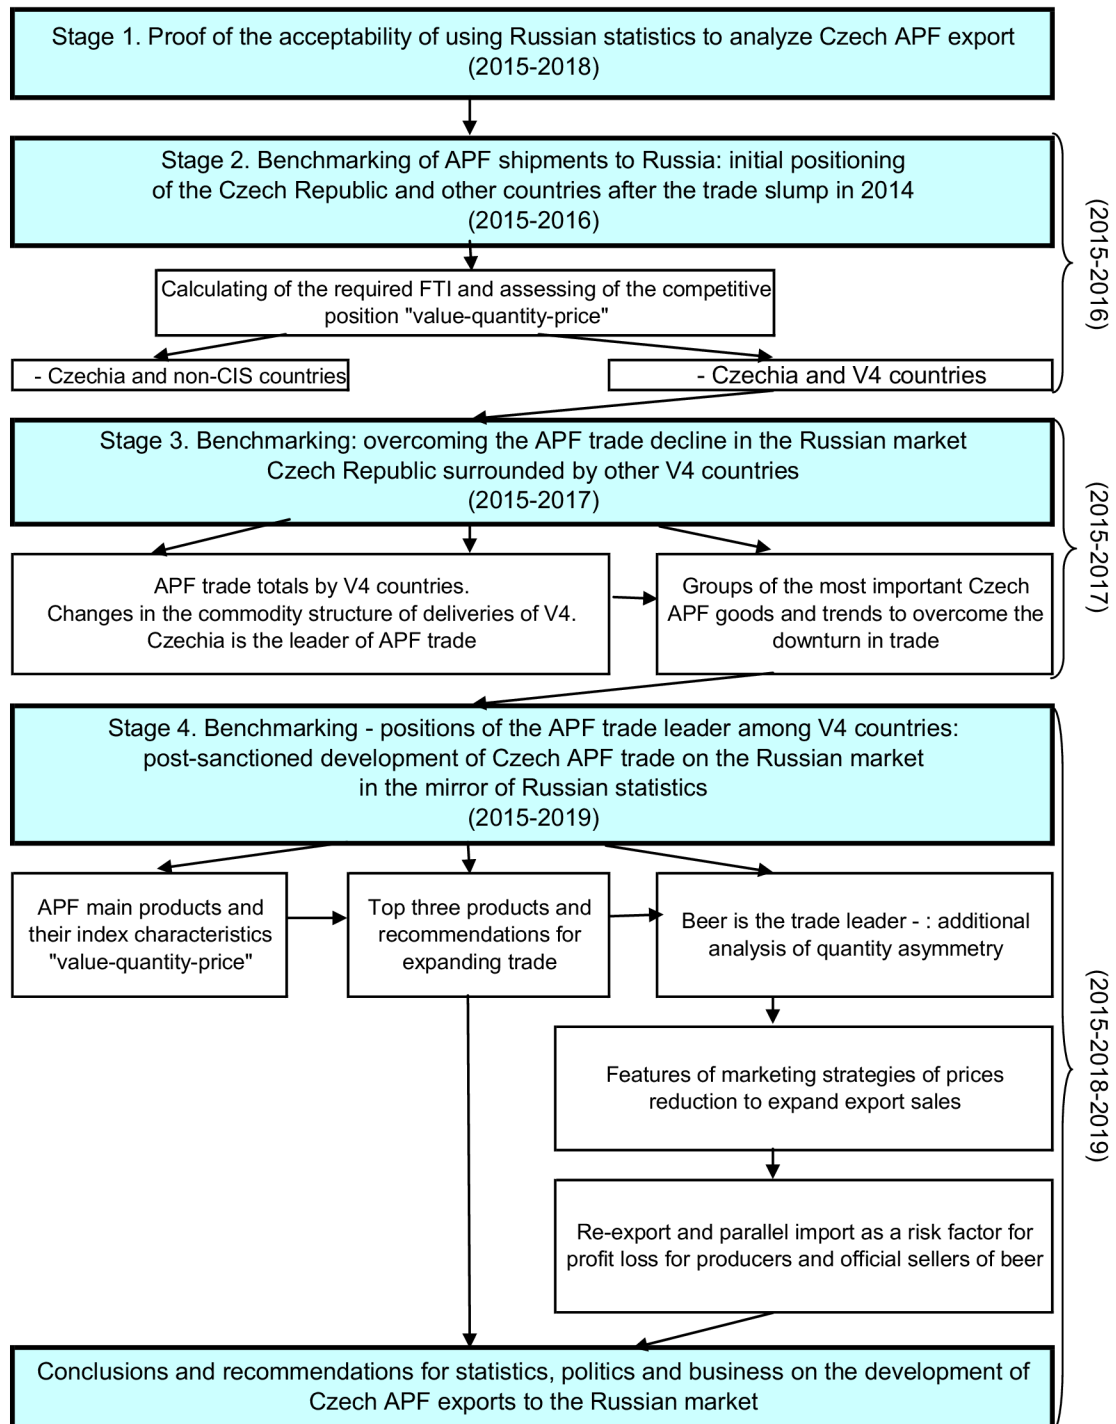 Stage 1. Proof of the acceptability of using Russian statistics to analyze Czech APF export
(2015-2018)
Stage 2. Benchmarking of APF shipments to Russia: initial positioning
of the Czech Republic and other countries after the trade slump in 2014
(2015-2016)
Calculating of the required FTI and assessing of the competitive
position "value-quantity-price"
- Czechia and non-CIS countries
- Czechia and V4 countries
(2015-2016)
Stage 3. Benchmarking: overcoming the APF trade decline in the Russian market
Czech Republic surrounded by other V4 countries
(2015-2017)
APF trade totals by V4 countries.
Changes in the commodity structure of deliveries of V4.
Czechia is the leader of APF trade
Groups of the most important Czech
APF goods and trends to overcome the
downturn in trade
(2015-2017)
Stage 4. Benchmarking - positions of the APF trade leader among V4 countries:
post-sanctioned development of Czech APF trade on the Russian market
in the mirror of Russian statistics
(2015-2019)
APF main products and
their index characteristics
"value-quantity-price"
Top three products and
recommendations for
expanding trade
Beer is the trade leader - : additional
analysis of quantity asymmetry
Features of marketing strategies of prices
reduction to expand export sales
Re-export and parallel import as a risk factor for
profit loss for producers and official sellers of beer
(2015-2018-2019)
Conclusions and recommendations for statistics, politics and business on the development of
Czech APF exports to the Russian market